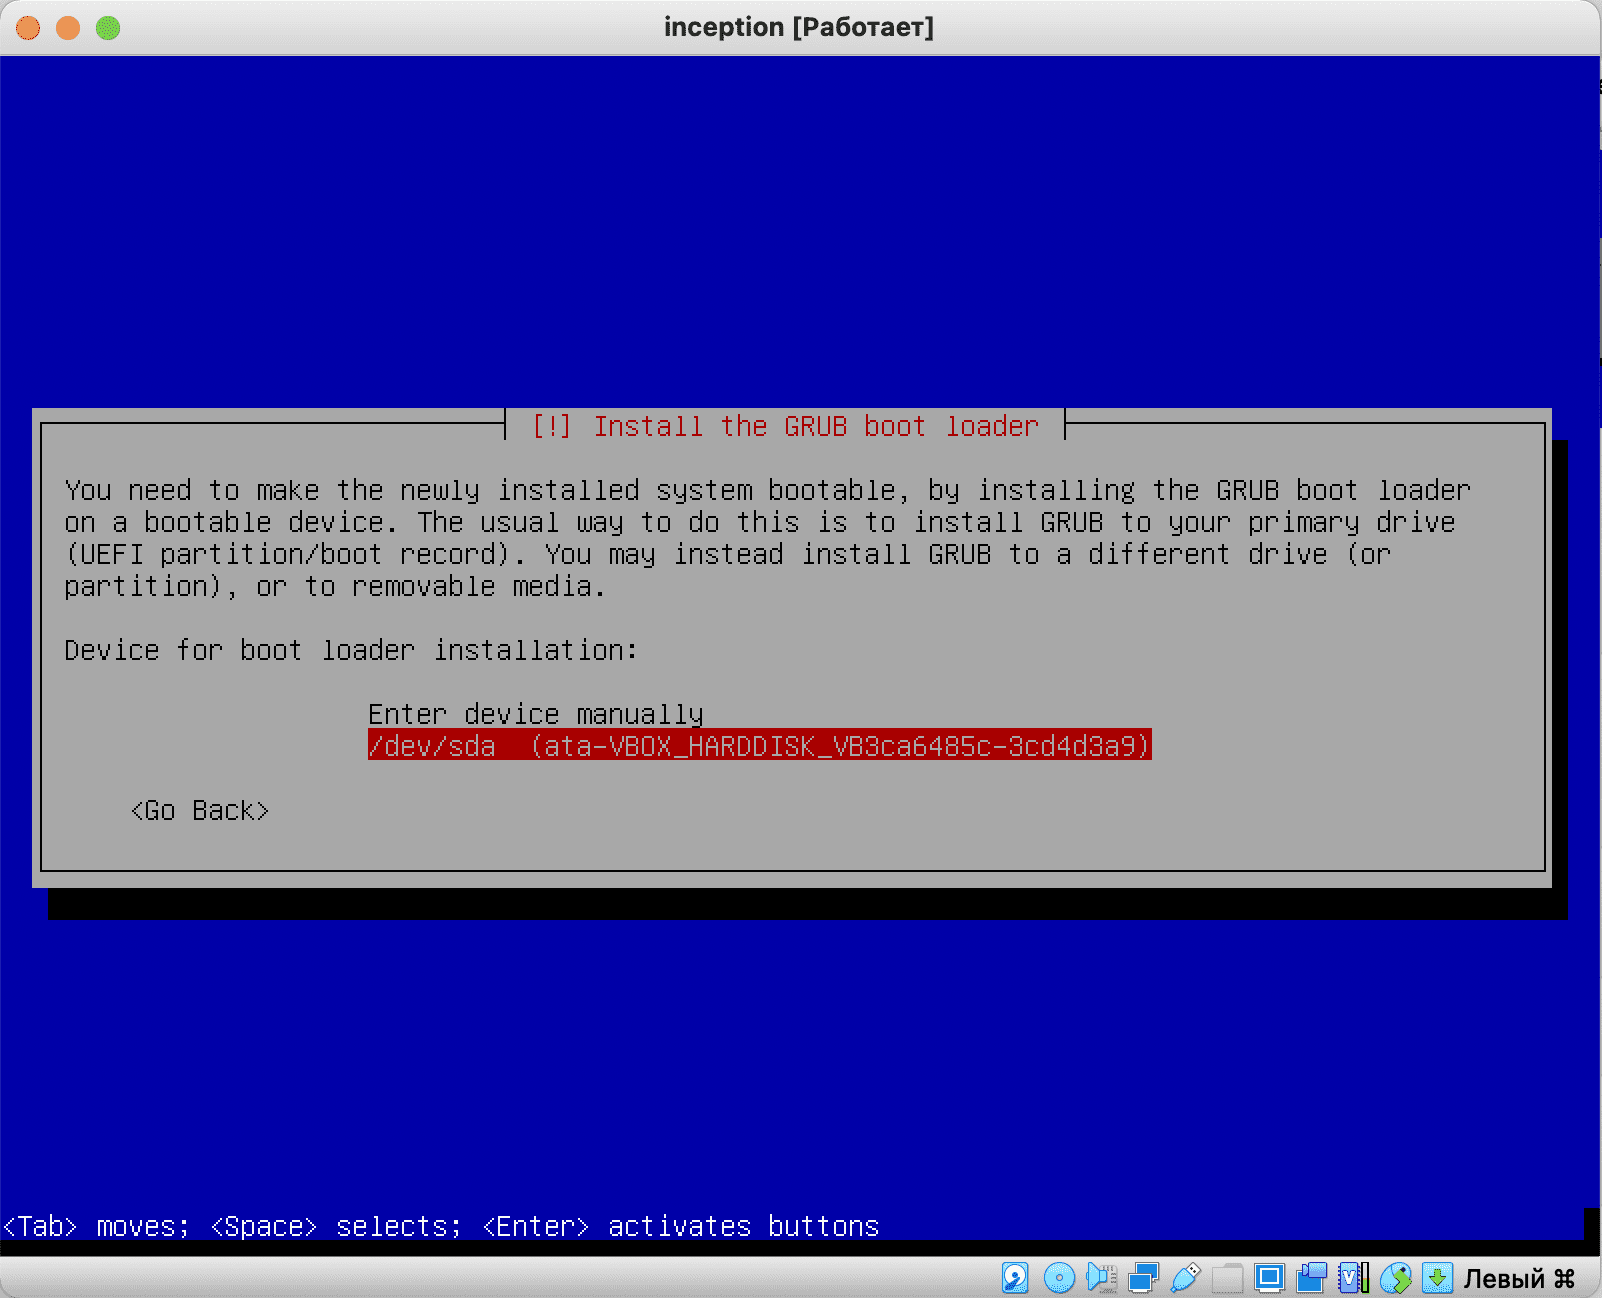 inception [Работает]
[!] Install the GRUB boot loader
You need to make the newly installed system bootable, by installing the GRUB boot loader
on a bootable device. The usual way to do this is to install GRUB to your primary drive
(UEFI partition/boot record). You may instead install GRUB to a different drive (or
partition), or to removable media.
Device for boot loader installation:
Enter device manually
/dev/sda (ata-VBOX_HARDDISK_VB3ca6485c-3cd4d3a9)
<Go Back>
<Tab> moves; <Space> selects; <Enter> activates buttons
Левый ⌘